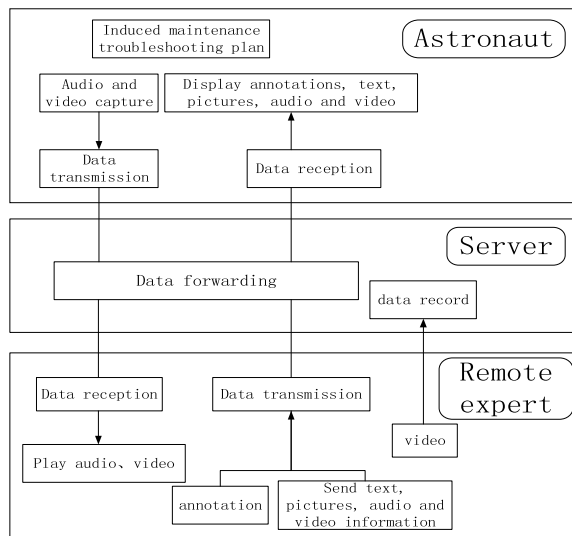 Induced maintenance
troubleshooting plan
Astronaut
Audio and
video capture
Display annotations, text,
pictures, audio and video
Data
transmission
Data reception
Server
Data forwarding
data record
Remote
expert
Data reception
Data transmission
video
Play audio、video
annotation
Send text,
pictures, audio and
video information